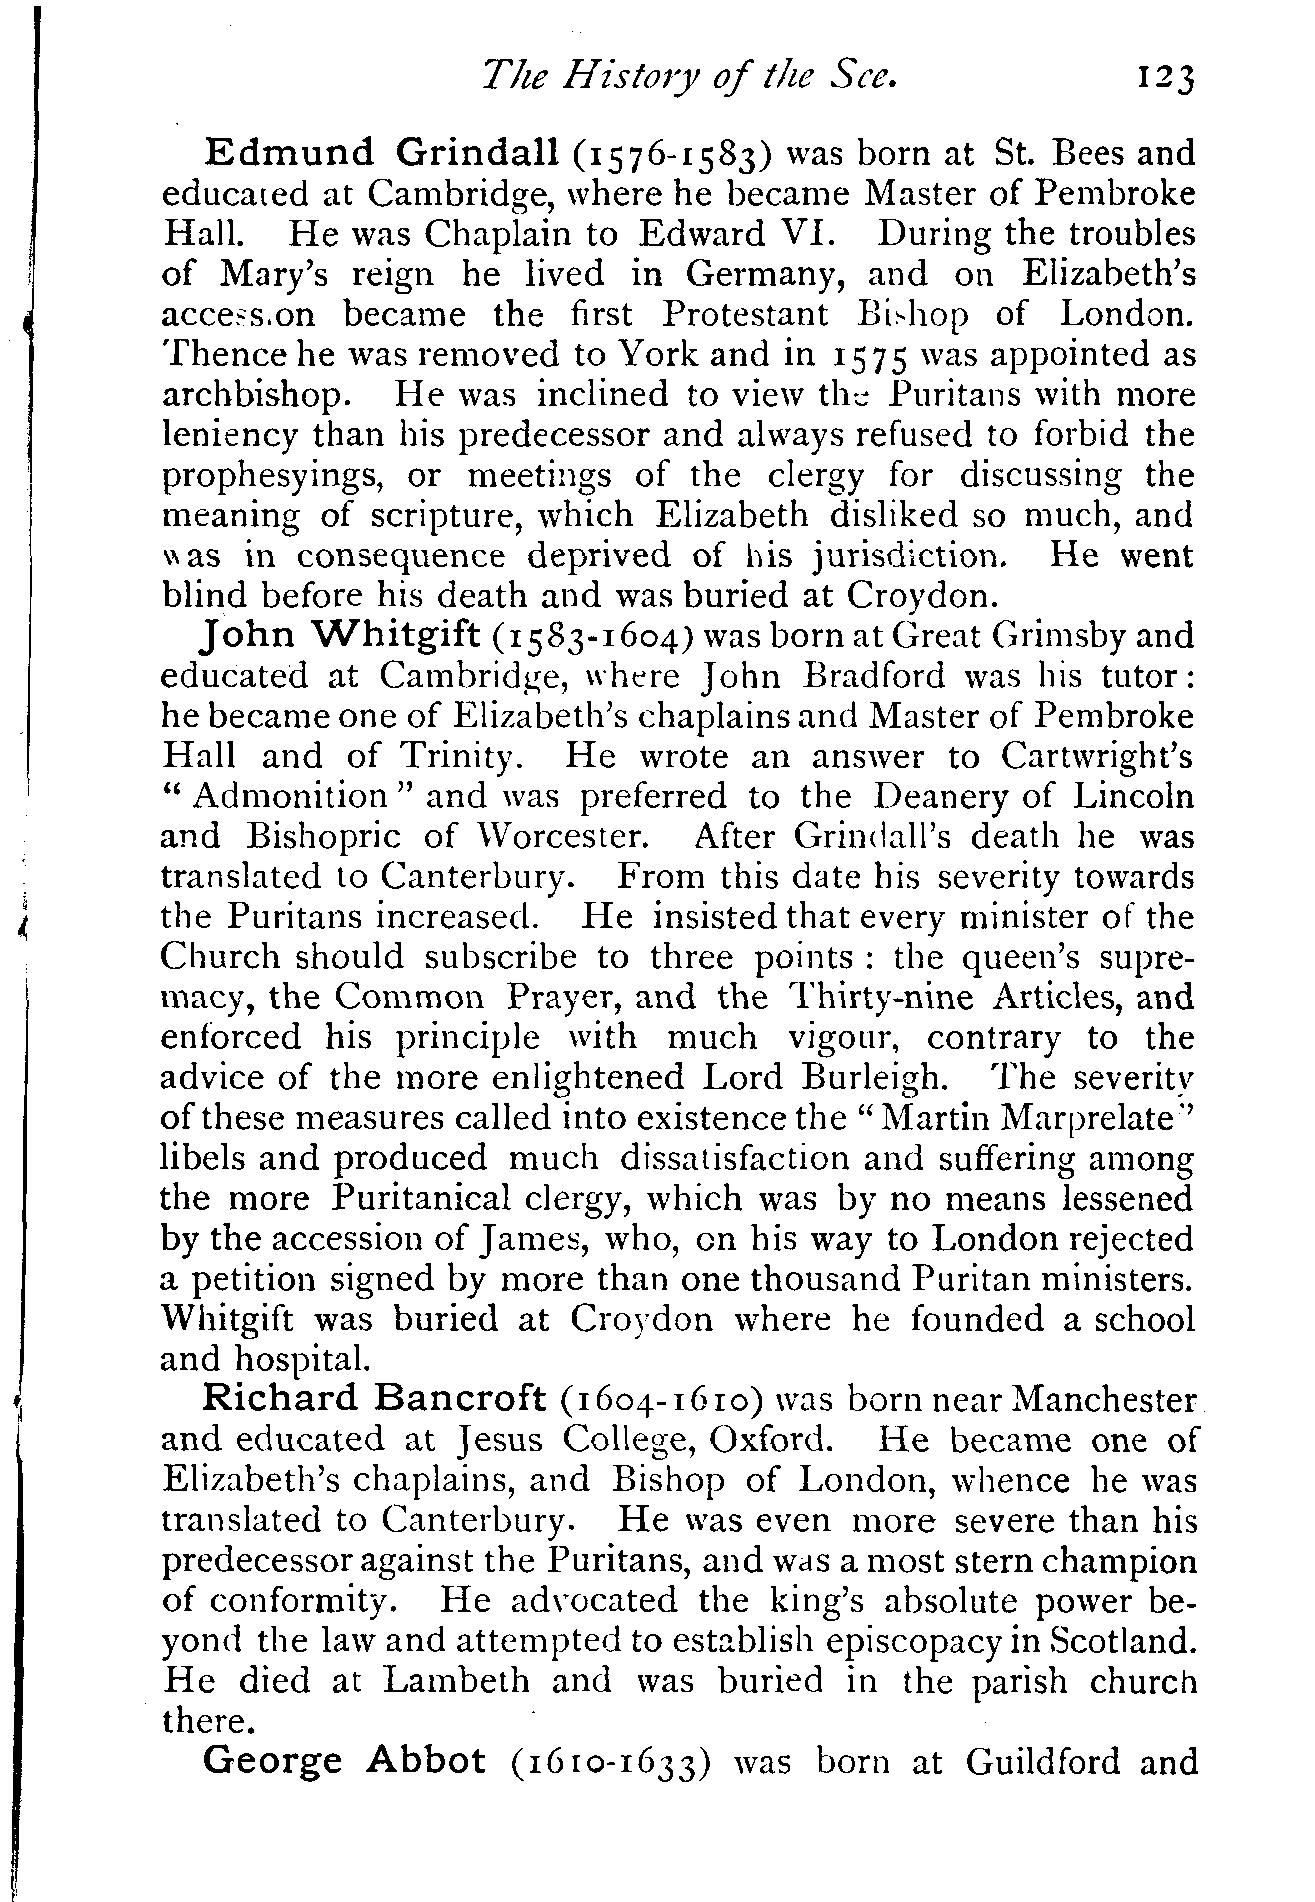 The History of the See. 123
Edmund Grindall (1576-1583) was born at St. Bees and
educated at Cambridge, where he became Master of Pembroke
Hall. He was Chaplain to Edward VI. During the troubles
of Mary's reign he lived in Germany, and on Elizabeth's
accession became the first Protestant Bishop of London.
Thence he was removed to York and in 1575 was appointed as
archbishop. He was inclined to view the Puritans with more
leniency than his predecessor and always refused to forbid the
prophesyings, or meetings of the clergy for discussing the
meaning of scripture, which Elizabeth disliked so much, and
was in consequence deprived of his jurisdiction. He went
blind before his death and was buried at Croydon.
John Whitgift (1583-1604) was born at Great Grimsby and
educated at Cambridge, where John Bradford was his tutor:
he became one of Elizabeth's chaplains and Master of Pembroke
Hall and of Trinity. He wrote an answer to Cartwright's
" Admonition " and was preferred to the Deanery of Lincoln
and Bishopric of Worcester. After Grindall's death he was
translated to Canterbury. From this date his severity towards
the Puritans increased. He insisted that every minister of the
Church should subscribe to three points : the queen's supre-
macy, the Common Prayer, and the Thirty-nine Articles, and
enforced his principle with much vigour, contrary to the
advice of the more enlightened Lord Burleigh. The severity
of these measures called into existence the "Martin Marprelate"
libels and produced much dissatisfaction and suffering among
the more Puritanical clergy, which was by no means lessened
by the accession of James, who, on his way to London rejected
a petition signed by more than one thousand Puritan ministers.
Whitgift was buried at Croydon where he founded a school
and hospital.
Richard Bancroft (1604-1610) was born near Manchester
and educated at Jesus College, Oxford. He became one of
Elizabeth's chaplains, and Bishop of London, whence he was
translated to Canterbury. He was even more severe than his
predecessor against the Puritans, and was a most stern champion
of conformity. He advocated the king's absolute power be-
yond the law and attempted to establish episcopacy in Scotland.
He died at Lambeth and was buried in the parish church
there.
George Abbot (1610-1633) was born at Guildford and